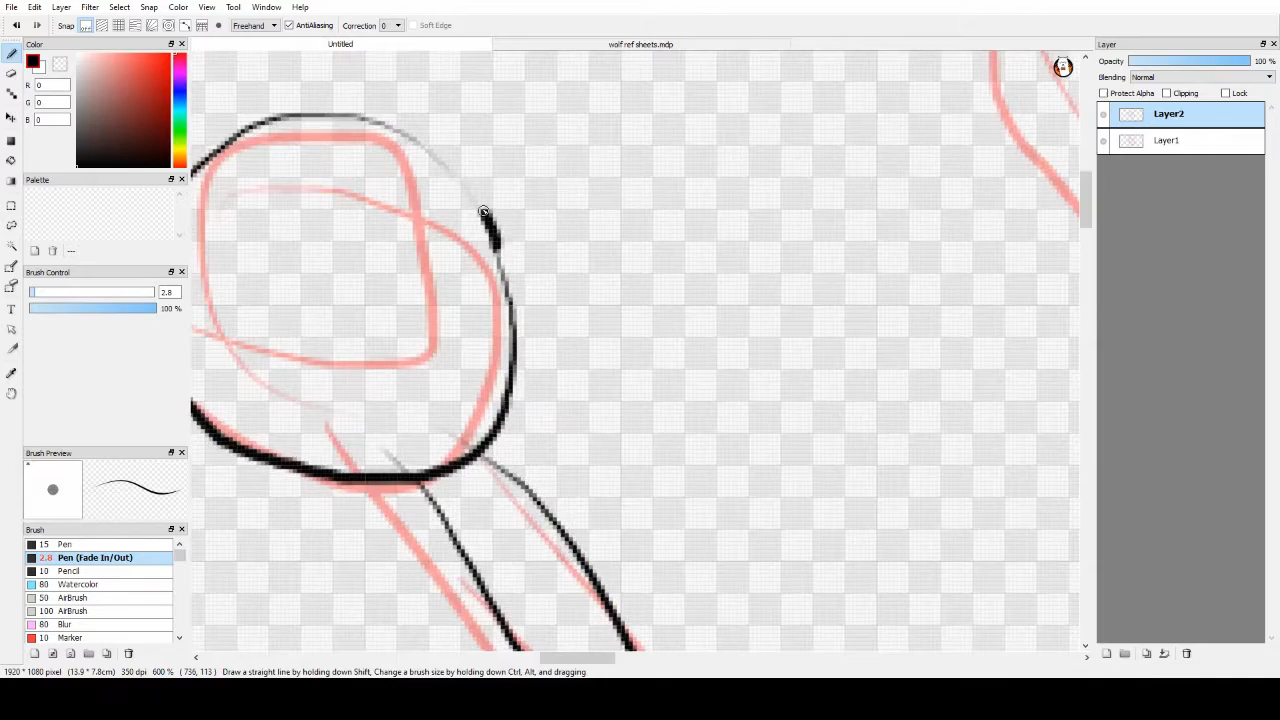 File Edit Layer Filter Select Snap Color View Tool Window Help
Snap Freehand AntiAliasing Correction 0 Soft Edge
Color
Untitled
wolf ref sheets.mdp
Layer
R 0
G 0
B 0
Opacity 100 %
Blending Normal
Protect Alpha Clipping Lock
Layer2
Layer1
Palette
---
Brush Control
2.8
100 %
Brush Preview
Brush
15 Pen
2.8 Pen (Fade In/Out)
10 Pencil
80 Watercolor
50 AirBrush
100 AirBrush
80 Blur
10 Marker
1920 * 1080 pixel (13.9 * 7.8cm) 350 dpi 600 % ( 736, 113 ) Draw a straight line by holding down Shift, Change a brush size by holding down Ctrl, Alt, and dragging